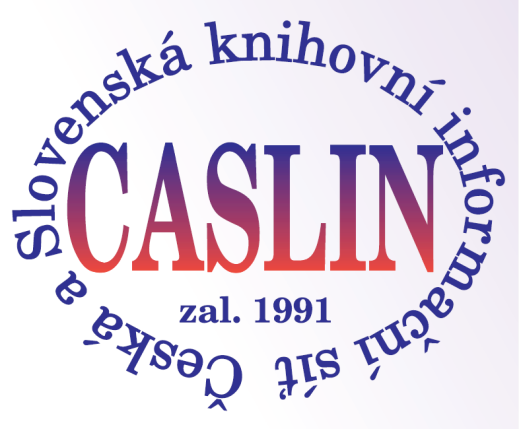 Česká a Slovenská knihovní informační síť
CASLIN
zal. 1991